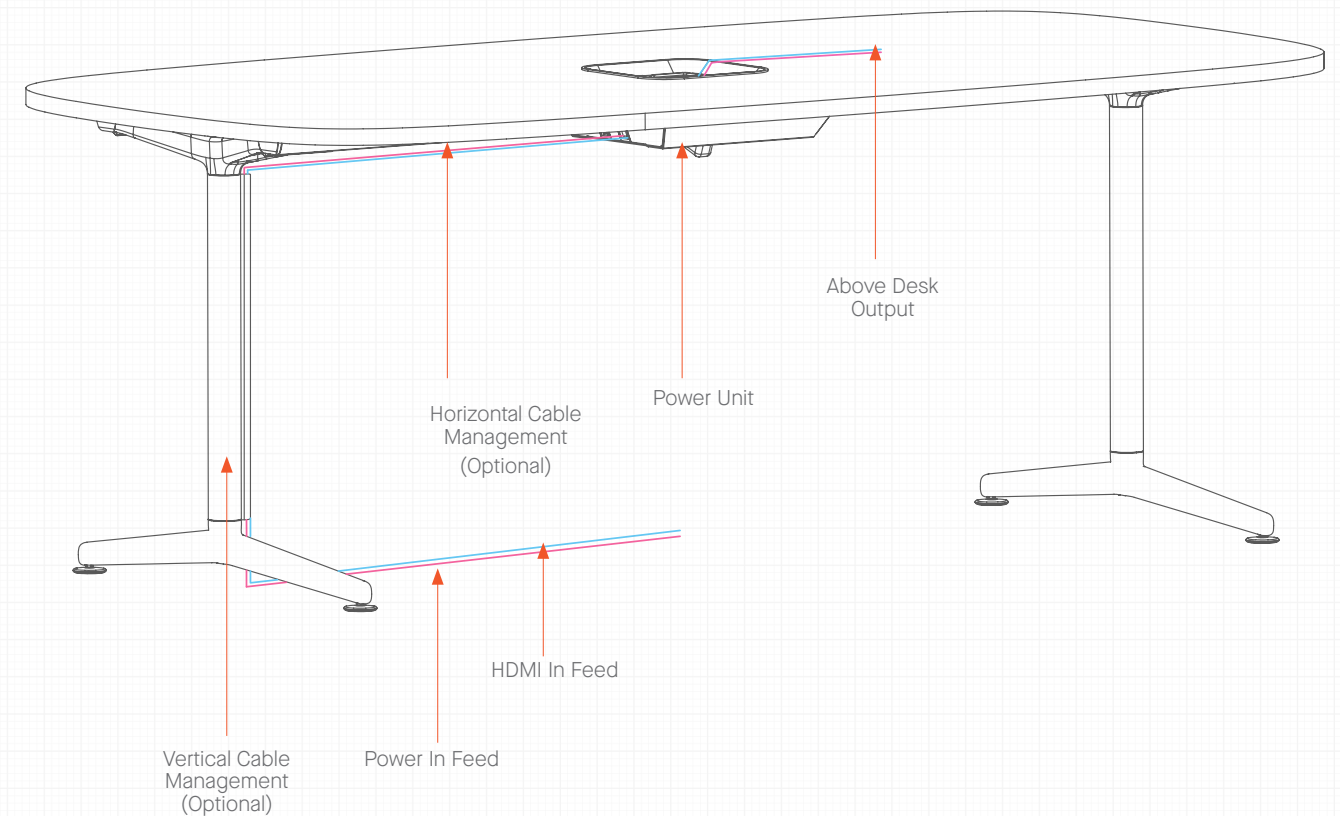 Above Desk
Output
Power Unit
Horizontal Cable
Management
(Optional)
HDMI In Feed
Power In Feed
Vertical Cable
Management
(Optional)